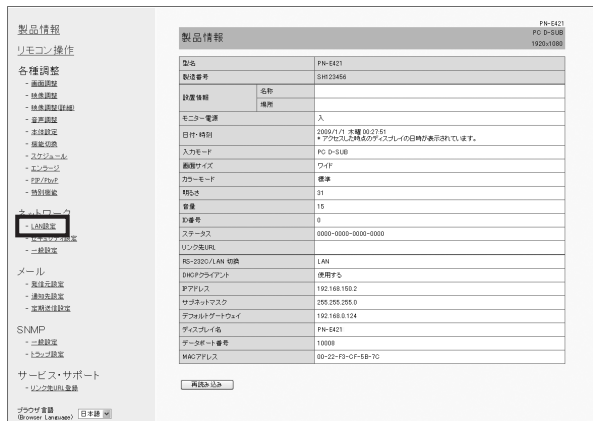 製品情報
リモコン操作
各種調整
- 画面調整
- 映像調整
- 映像調整(詳細)
- 音声調整
- 本体設定
- 機能切換
- スケジュール
- エンラージ
- PIP/PbyP
- 特別機能
ネットワーク
- LAN設定
- セキュリティ設定
- 一般設定
メール
- 発信元設定
- 通知先設定
- 定期送信設定
SNMP
- 一般設定
- トラップ設定
サービス・サポート
- リンク先URL登録
ブラウザ言語
(Browser Language) 日本語
PN-E421
製品情報 PC D-SUB
1920x1080
型名 PN-E421
製造番号 SH123456
設置情報 名称
場所
モニター電源 入
日付・時刻 2009/1/1 木曜 00:27:51
* アクセスした時点のディスプレイの日時が表示されています。
入力モード PC D-SUB
画面サイズ ワイド
カラーモード 標準
明るさ 31
音量 15
ID番号 0
ステータス 0000-0000-0000-0000
リンク先URL
RS-232C/LAN 切換 LAN
DHCPクライアント 使用する
IPアドレス 192.168.150.2
サブネットマスク 255.255.255.0
デフォルトゲートウェイ 192.168.0.124
ディスプレイ名 PN-E421
データポート番号 10008
MACアドレス 00-22-F3-CF-5B-7C
再読み込み